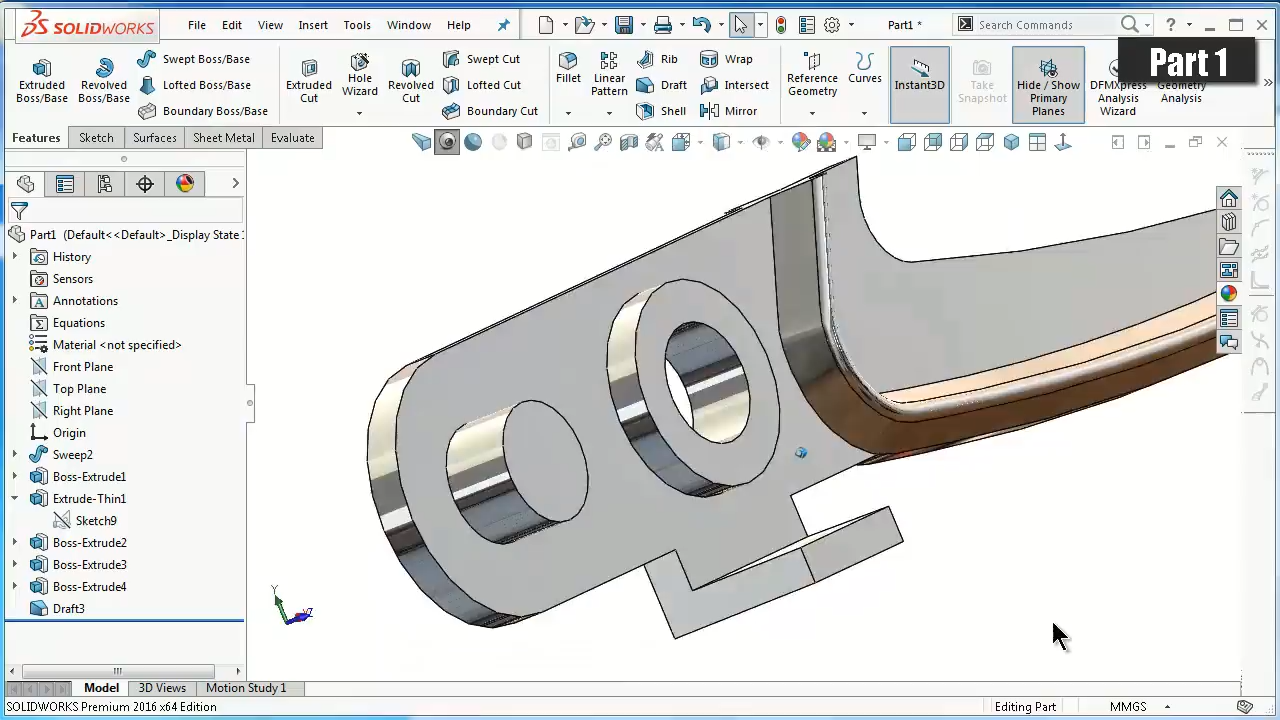 SOLIDWORKS
File Edit View Insert Tools Window Help
Part1 *
Search Commands
Part 1
Extruded Boss/Base
Revolved Boss/Base
Swept Boss/Base
Lofted Boss/Base
Boundary Boss/Base
Extruded Cut
Hole Wizard
Revolved Cut
Swept Cut
Boundary Cut
Fillet
Linear Pattern
Rib
Draft
Shell
Wrap
Intersect
Mirror
Reference Geometry
Curves
Instant3D
Take Snapshot
Hide / Show Primary Planes
DFMXpress Analysis Wizard
Geometry Analysis
Features Sketch Surfaces Sheet Metal Evaluate
Part1 (Default<<Default>_Display State
History
Sensors
Annotations
Equations
Material <not specified>
Front Plane
Top Plane
Right Plane
Origin
Sweep2
Boss-Extrude1
Extrude-Thin1
Sketch9
Boss-Extrude2
Boss-Extrude3
Boss-Extrude4
Draft3
Y
Model 3D Views Motion Study 1
SOLIDWORKS Premium 2016 x64 Edition
Editing Part
MMGS